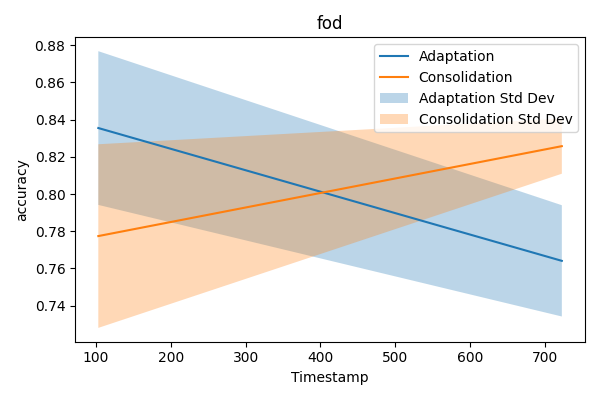 fod
0.88
0.86
0.84
0.82
0.80
0.78
0.76
0.74
accuracy
Adaptation
Consolidation
Adaptation Std Dev
Consolidation Std Dev
100 200 300 400 500 600 700
Timestamp